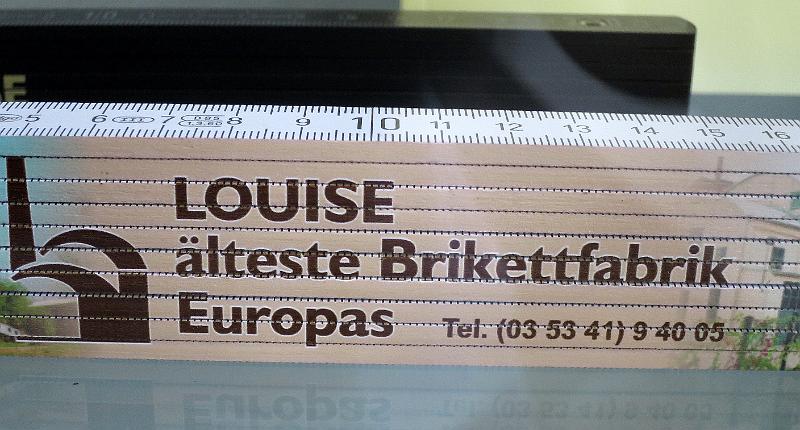 5 6 7 8 9 10 11 12 13 14 15 16
LOUISE
älteste Brikettfabrik
Europas
Tel. (03 53 41) 9 40 05